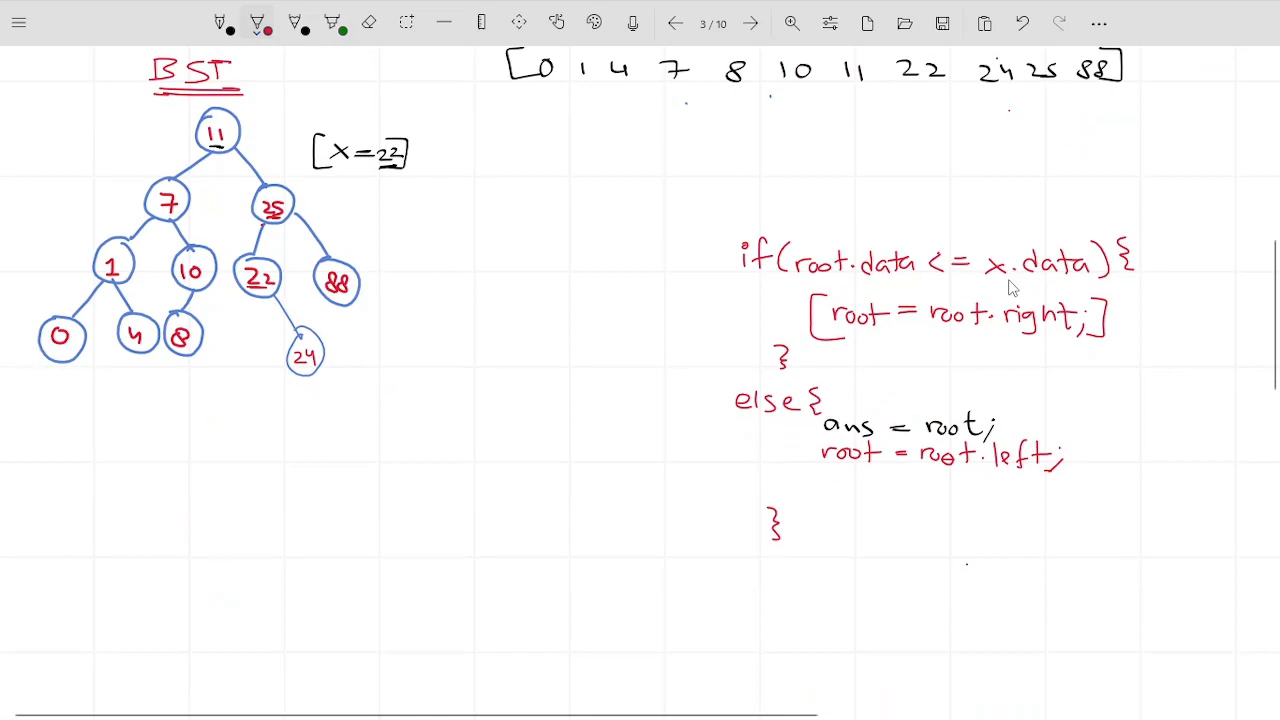 3 / 10
BST
[0 1 4 7 8 10 11 22 24 25 88]
11
[x=22]
7
25
1
10
22
88
0
4
8
24
if(root.data <= x.data){
[root = root.right;]
}
else{
ans = root;
root = root.left;
}